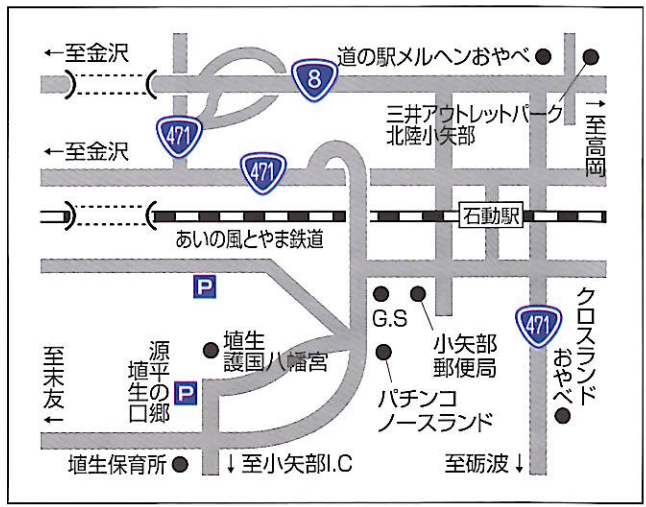 ←至金沢
8
道の駅メルヘンおやべ
471
三井アウトレットパーク
北陸小矢部
→至高岡
←至金沢
471
石動駅
あいの風とやま鉄道
P
G.S
小矢部
郵便局
471
クロスランド
おやべ
埴生
護国八幡宮
源平の郷
埴生口
P
至末友
←
パチンコ
ノースランド
埴生保育所
↓至小矢部I.C
至砺波↓